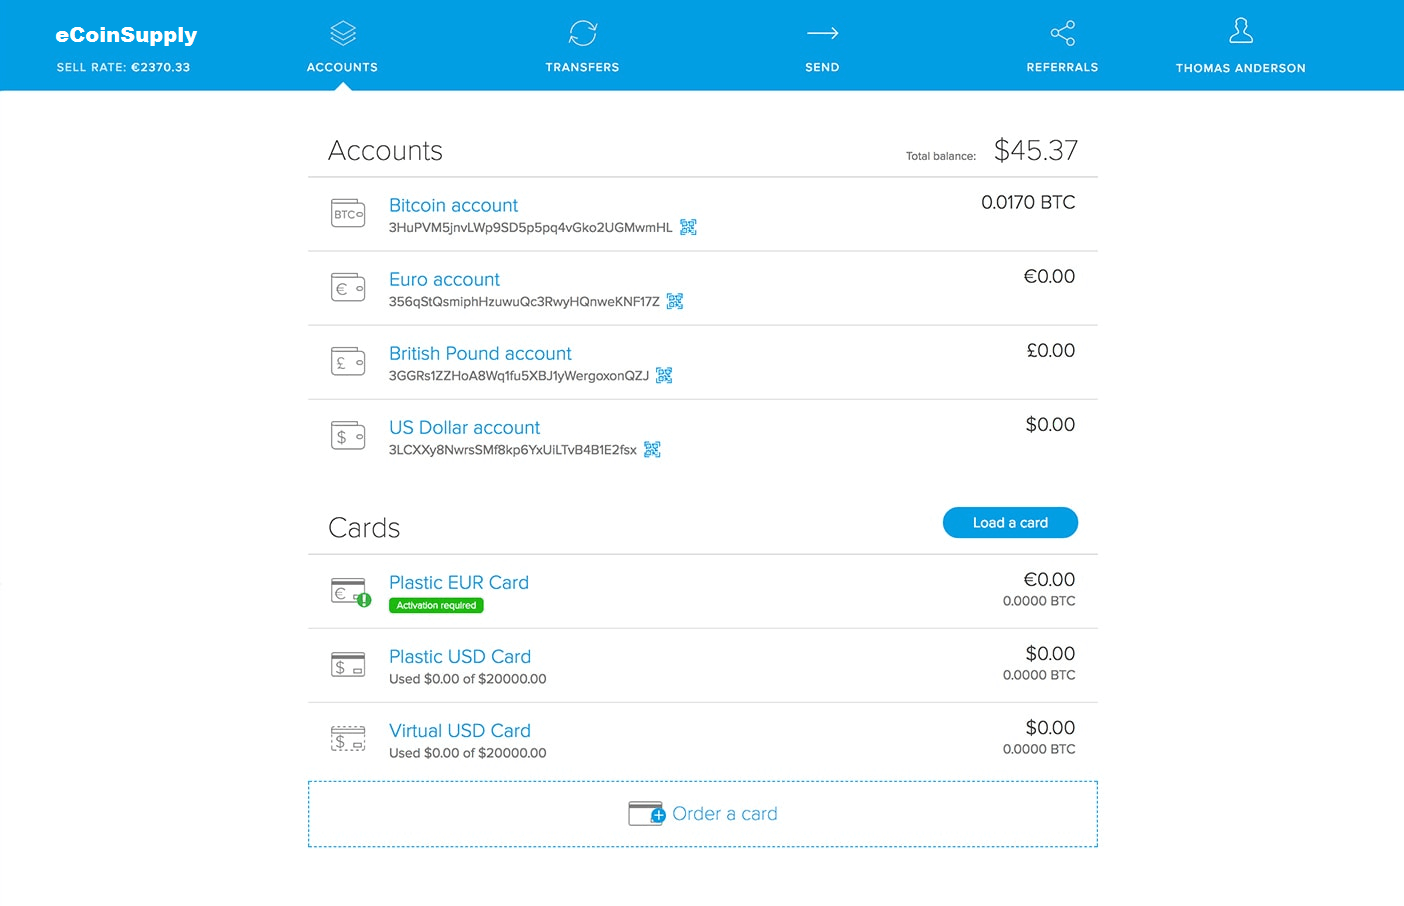 eCoinSupply
SELL RATE: €2370.33
ACCOUNTS
TRANSFERS
SEND
REFERRALS
THOMAS ANDERSON
Accounts
Total balance: $45.37
BTC
Bitcoin account
0.0170 BTC
3HuPVM5jnvLWp9SD5p5pq4vGko2UGMwmHL
€
Euro account
€0.00
356qStQsmiphHzuwuQc3RwyHQnweKNF17Z
£
British Pound account
£0.00
3GGRs1ZZHoA8Wq1fu5XBJ1yWergoxonQZJ
$
US Dollar account
$0.00
3LCXXy8NwrsSMf8kp6YxUiLTvB4B1E2fsx
Cards
Load a card
€
Plastic EUR Card
€0.00
Activation required
0.0000 BTC
$
Plastic USD Card
$0.00
Used $0.00 of $20000.00
0.0000 BTC
$
Virtual USD Card
$0.00
Used $0.00 of $20000.00
0.0000 BTC
Order a card